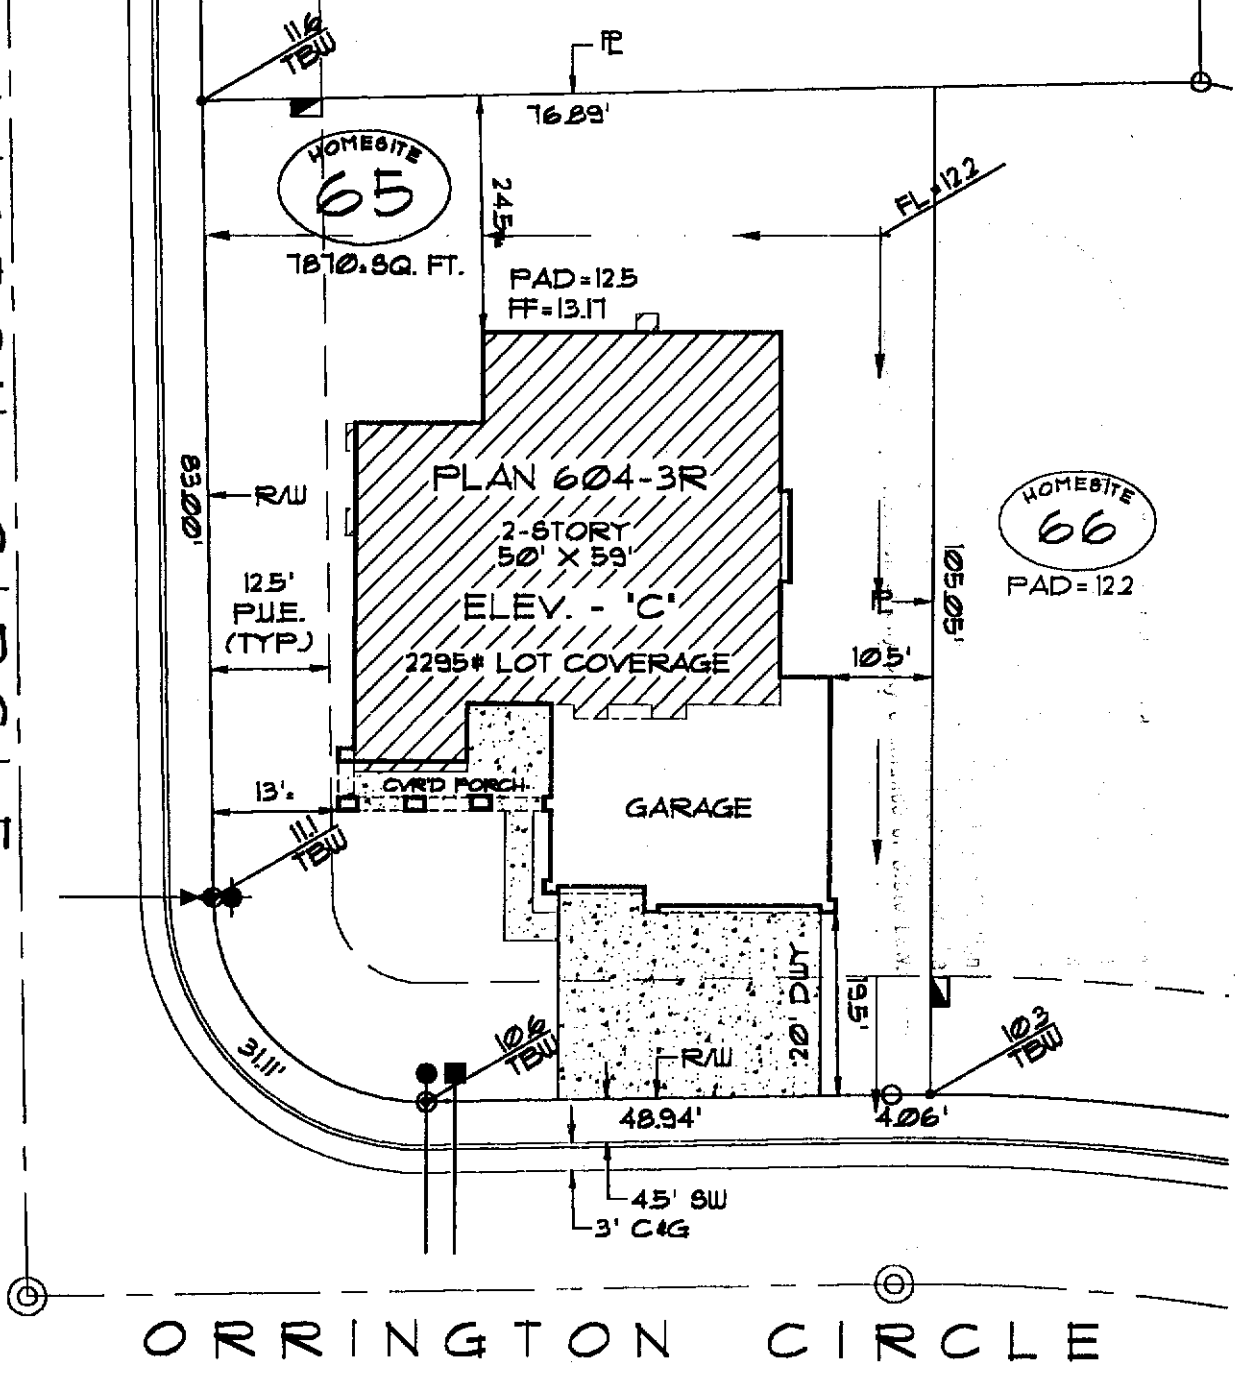 11.6
TBW
PL
76.89'
HOMESITE
65
24.5'±
FL=12.2
7870± SQ. FT.
PAD=12.5
FF=13.17
PLAN 604-3R
83.00'
R/W
HOMESITE
66
2-STORY
50' X 59'
105.05'
12.5'
P.U.E.
(TYP.)
ELEV. - "C"
PAD=12.2
PL
2295# LOT COVERAGE
10.5'
CVR'D PORCH
13'±
GARAGE
11.1
TBW
20' DWY
19.5'
31.11'
10.6
TBW
R/W
10.3
TBW
48.94'
4.06'
4.5' SW
3' C&G
ORRINGTON CIRCLE